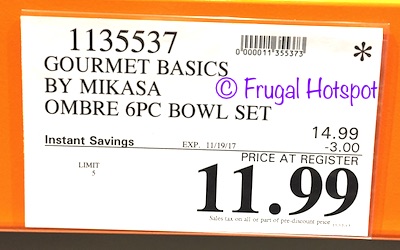 1135537
0000011355373
*
GOURMET BASICS
BY MIKASA
© Frugal Hotspot
OMBRE 6PC BOWL SET
14.99
Instant Savings EXP. 11/19/17 -3.00
PRICE AT REGISTER
LIMIT
5
11.99
Sales tax on all or part of pre-discount price